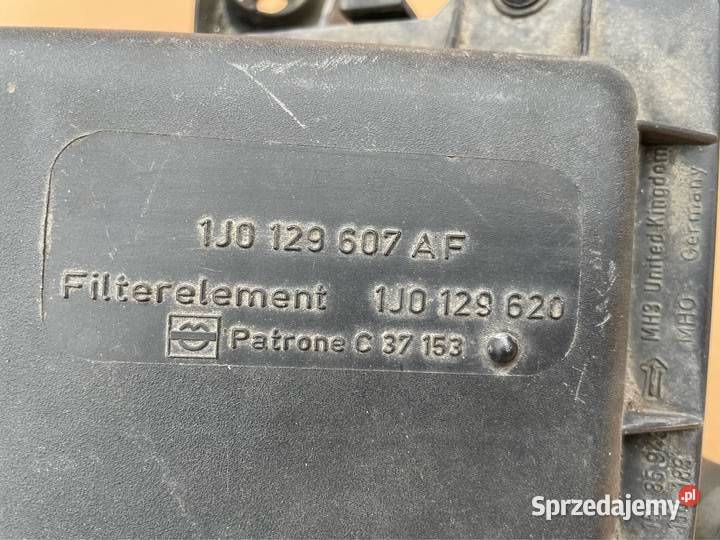 1J0 129 607 AF
Filterelement 1J0 129 620
Patrone C 37 153
MH3 United Kingdom
MHO - Germany
Sprzedajemy.pl